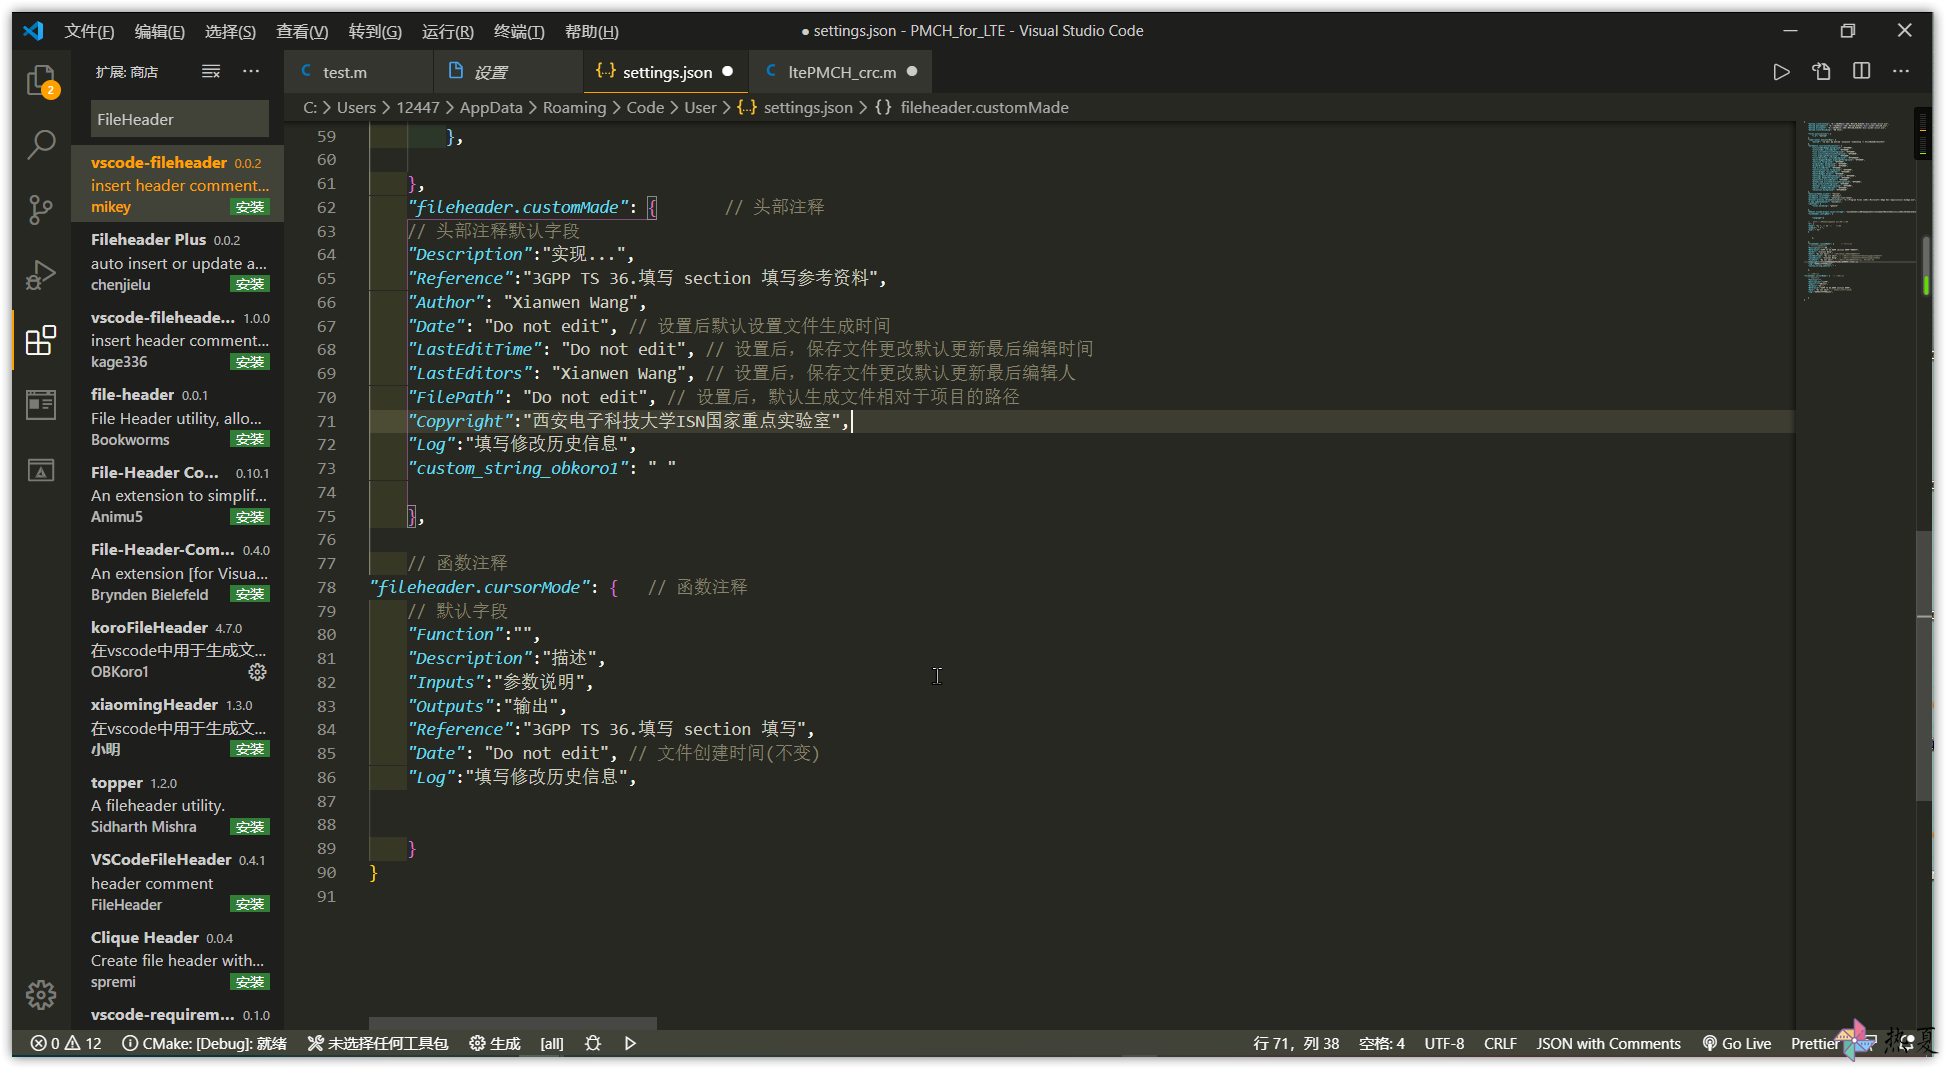 文件(F) 编辑(E) 选择(S) 查看(V) 转到(G) 运行(R) 终端(T) 帮助(H)
● settings.json - PMCH_for_LTE - Visual Studio Code
扩展: 商店
test.m 设置 settings.json ltePMCH_crc.m
C: > Users > 12447 > AppData > Roaming > Code > User > {..} settings.json > {} fileheader.customMade
2
FileHeader
vscode-fileheader 0.0.2
insert header comment...
mikey 安装
Fileheader Plus 0.0.2
auto insert or update a...
chenjielu 安装
vscode-fileheade... 1.0.0
insert header comment...
kage336 安装
file-header 0.0.1
File Header utility, allo...
Bookworms 安装
File-Header Co... 0.10.1
An extension to simplif...
Animu5 安装
File-Header-Com... 0.4.0
An extension [for Visua...
Brynden Bielefeld 安装
koroFileHeader 4.7.0
在vscode中用于生成文...
OBKoro1
xiaomingHeader 1.3.0
在vscode中用于生成文...
小明 安装
topper 1.2.0
A fileheader utility.
Sidharth Mishra 安装
VSCodeFileHeader 0.4.1
header comment
FileHeader 安装
Clique Header 0.0.4
Create file header with...
spremi 安装
vscode-requirem... 0.1.0
59 },
60
61 },
62 "fileheader.customMade": { // 头部注释
63 // 头部注释默认字段
64 "Description":"实现...",
65 "Reference":"3GPP TS 36.填写 section 填写参考资料",
66 "Author": "Xianwen Wang",
67 "Date": "Do not edit", // 设置后默认设置文件生成时间
68 "LastEditTime": "Do not edit", // 设置后，保存文件更改默认更新最后编辑时间
69 "LastEditors": "Xianwen Wang", // 设置后，保存文件更改默认更新最后编辑人
70 "FilePath": "Do not edit", // 设置后，默认生成文件相对于项目的路径
71 "Copyright":"西安电子科技大学ISN国家重点实验室",
72 "Log":"填写修改历史信息",
73 "custom_string_obkoro1": " "
74
75 },
76
77 // 函数注释
78 "fileheader.cursorMode": { // 函数注释
79 // 默认字段
80 "Function":"",
81 "Description":"描述",
82 "Inputs":"参数说明",
83 "Outputs":"输出",
84 "Reference":"3GPP TS 36.填写 section 填写",
85 "Date": "Do not edit", // 文件创建时间(不变)
86 "Log":"填写修改历史信息",
87
88
89 }
90 }
91
0 12 CMake: [Debug]: 就绪 未选择任何工具包 生成 [all] 行 71，列 38 空格: 4 UTF-8 CRLF JSON with Comments Go Live Prettier
热夏